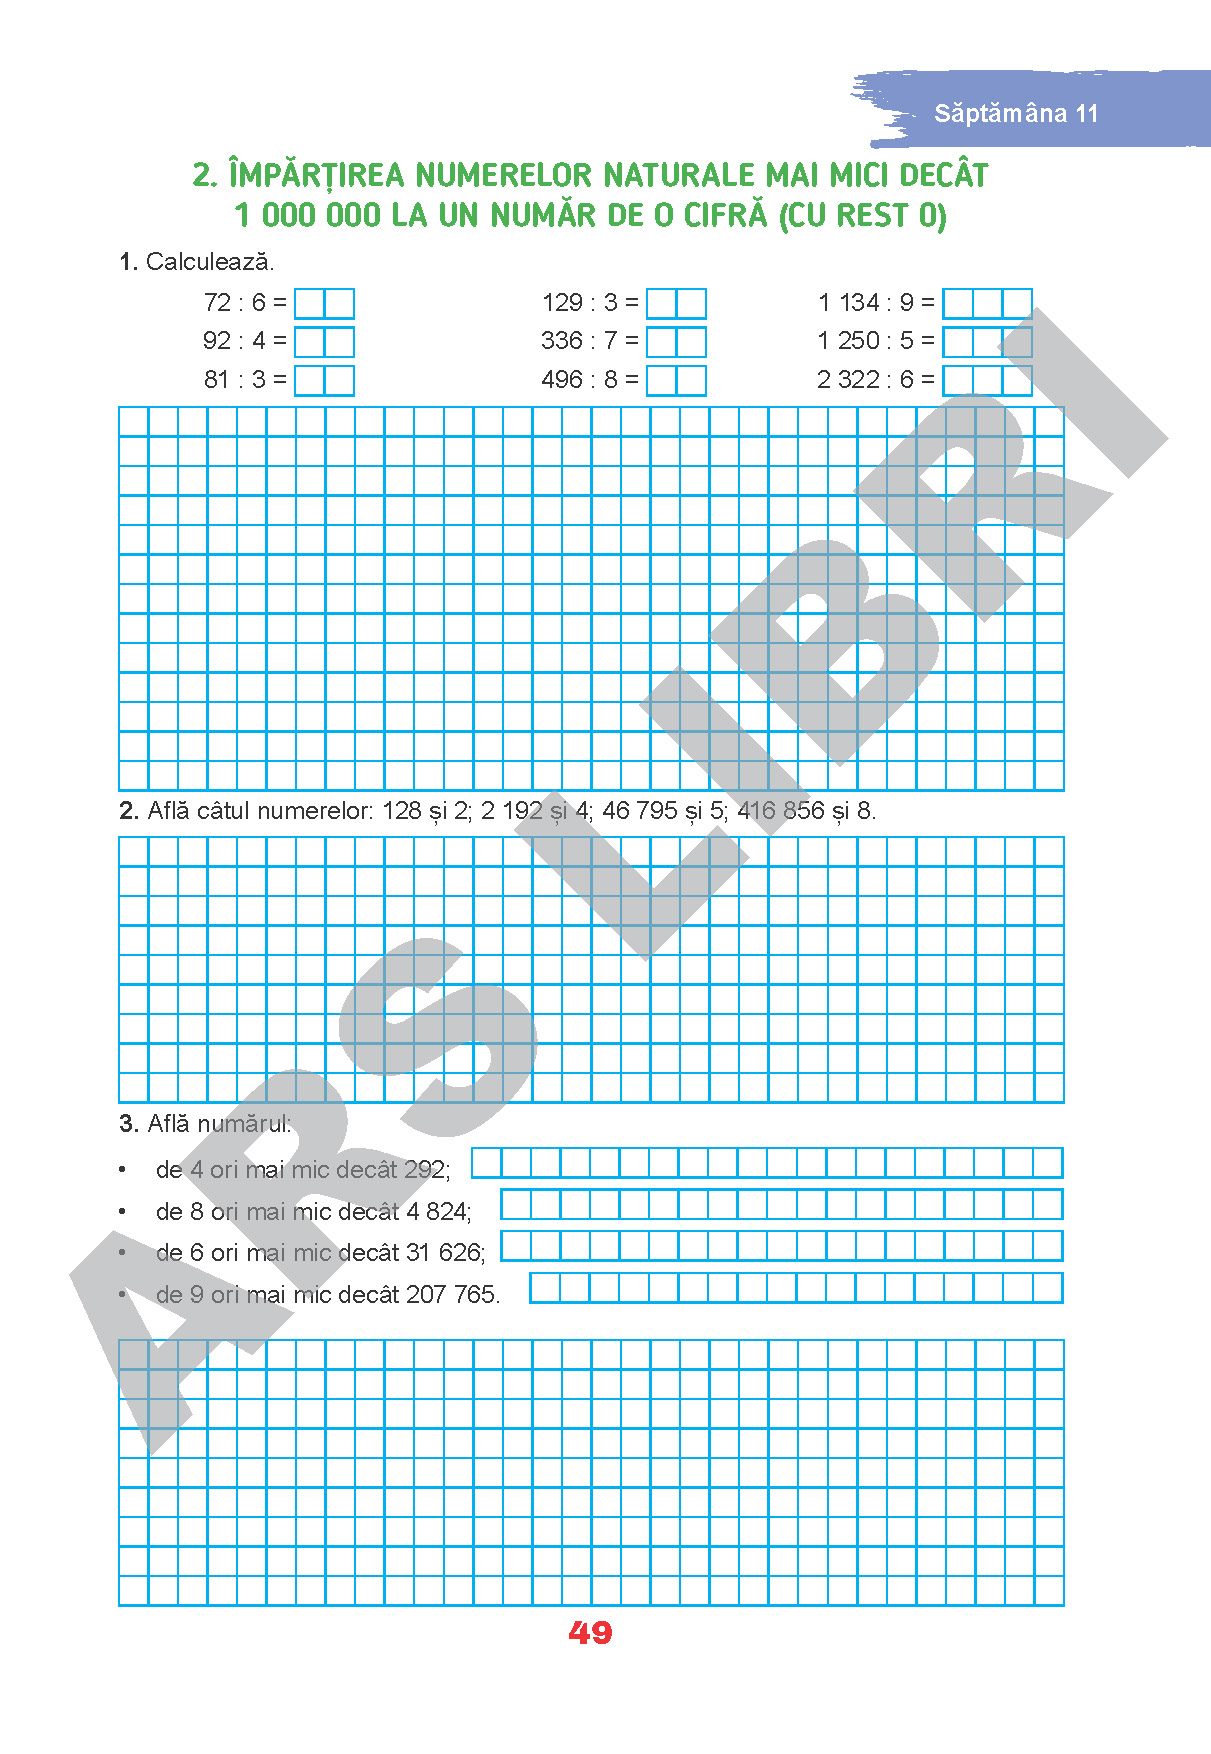 Săptămâna 11
2. ÎMPĂRȚIREA NUMERELOR NATURALE MAI MICI DECÂT
1 000 000 LA UN NUMĂR DE O CIFRĂ (CU REST 0)
1. Calculează.
72 : 6 = 129 : 3 = 1 134 : 9 =
92 : 4 = 336 : 7 = 1 250 : 5 =
81 : 3 = 496 : 8 = 2 322 : 6 =
2. Află câtul numerelor: 128 și 2; 2 192 și 4; 46 795 și 5; 416 856 și 8.
3. Află numărul:
• de 4 ori mai mic decât 292;
• de 8 ori mai mic decât 4 824;
• de 6 ori mai mic decât 31 626;
• de 9 ori mai mic decât 207 765.
49
ARS LIBRI